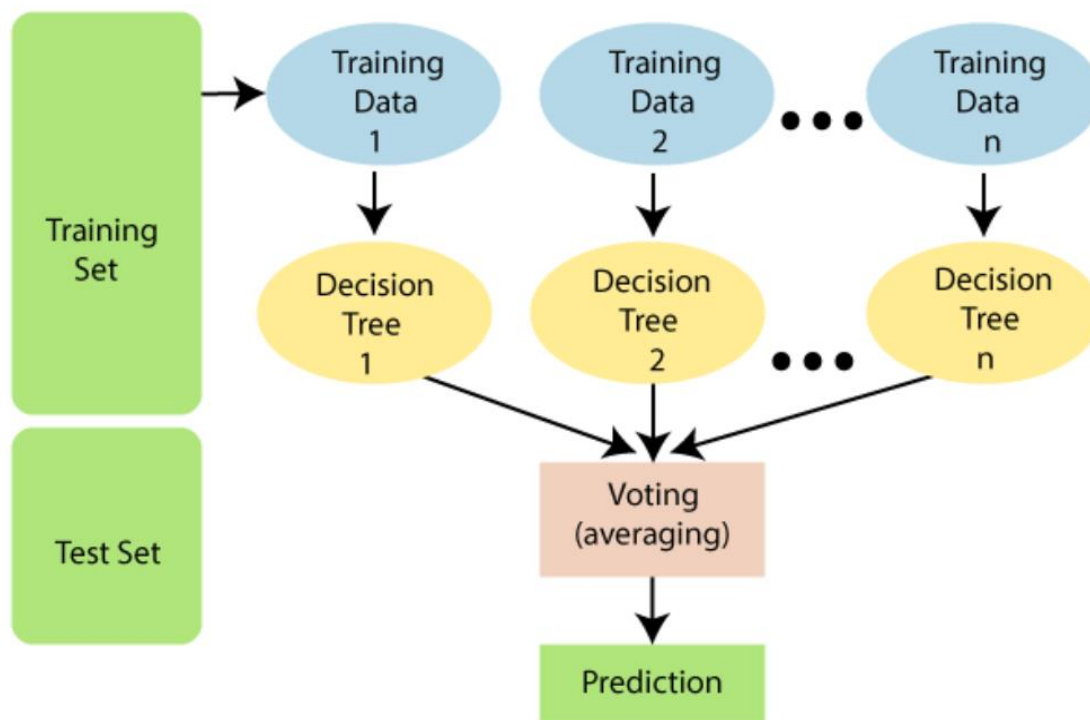 Training
Set
Test Set
Training
Data
1
Training
Data
2
Training
Data
n
Decision
Tree
1
Decision
Tree
2
Decision
Tree
n
Voting
(averaging)
Prediction